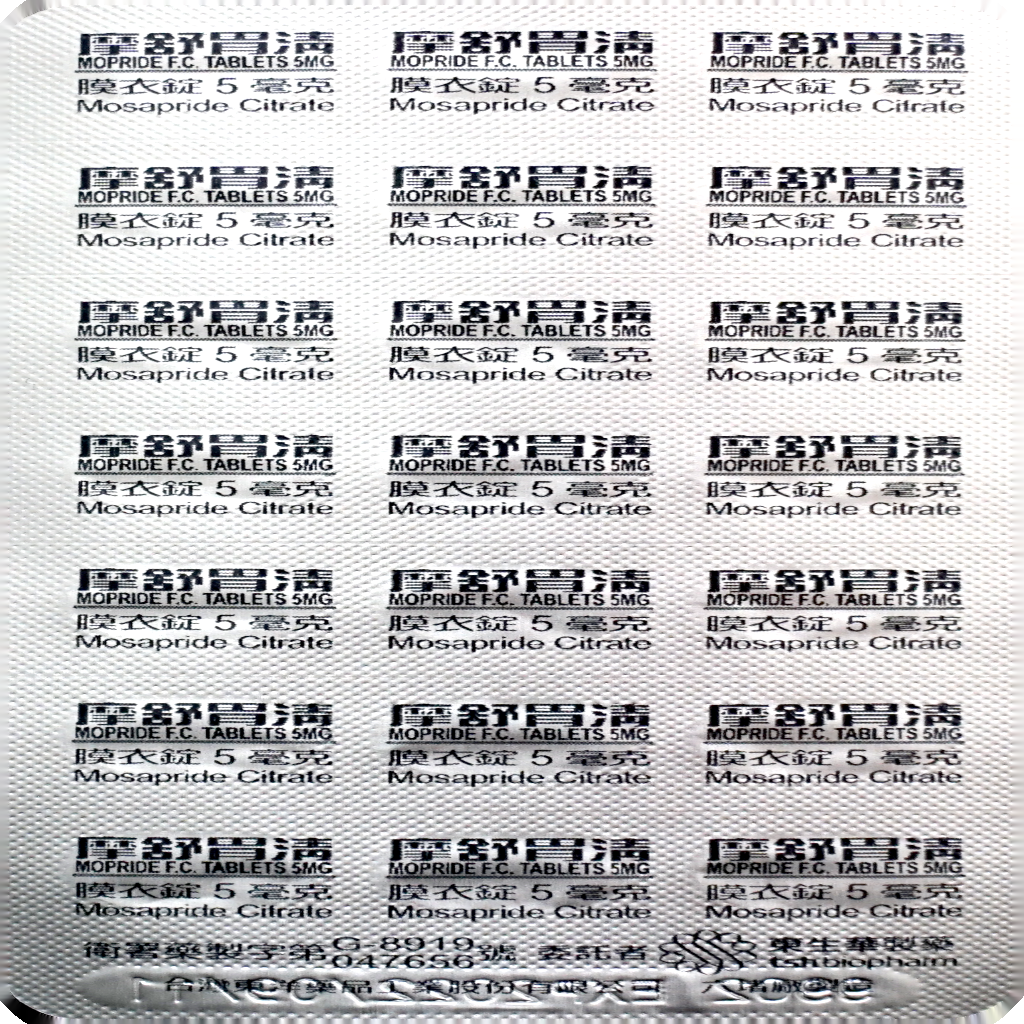 摩舒胃清
MOPRIDE F.C. TABLETS 5MG
膜衣錠 5 毫克
Mosapride Citrate
摩舒胃清
MOPRIDE F.C. TABLETS 5MG
膜衣錠 5 毫克
Mosapride Citrate
摩舒胃清
MOPRIDE F.C. TABLETS 5MG
膜衣錠 5 毫克
Mosapride Citrate
摩舒胃清
MOPRIDE F.C. TABLETS 5MG
膜衣錠 5 毫克
Mosapride Citrate
摩舒胃清
MOPRIDE F.C. TABLETS 5MG
膜衣錠 5 毫克
Mosapride Citrate
摩舒胃清
MOPRIDE F.C. TABLETS 5MG
膜衣錠 5 毫克
Mosapride Citrate
摩舒胃清
MOPRIDE F.C. TABLETS 5MG
膜衣錠 5 毫克
Mosapride Citrate
摩舒胃清
MOPRIDE F.C. TABLETS 5MG
膜衣錠 5 毫克
Mosapride Citrate
摩舒胃清
MOPRIDE F.C. TABLETS 5MG
膜衣錠 5 毫克
Mosapride Citrate
摩舒胃清
MOPRIDE F.C. TABLETS 5MG
膜衣錠 5 毫克
Mosapride Citrate
摩舒胃清
MOPRIDE F.C. TABLETS 5MG
膜衣錠 5 毫克
Mosapride Citrate
摩舒胃清
MOPRIDE F.C. TABLETS 5MG
膜衣錠 5 毫克
Mosapride Citrate
摩舒胃清
MOPRIDE F.C. TABLETS 5MG
膜衣錠 5 毫克
Mosapride Citrate
摩舒胃清
MOPRIDE F.C. TABLETS 5MG
膜衣錠 5 毫克
Mosapride Citrate
摩舒胃清
MOPRIDE F.C. TABLETS 5MG
膜衣錠 5 毫克
Mosapride Citrate
摩舒胃清
MOPRIDE F.C. TABLETS 5MG
膜衣錠 5 毫克
Mosapride Citrate
摩舒胃清
MOPRIDE F.C. TABLETS 5MG
膜衣錠 5 毫克
Mosapride Citrate
摩舒胃清
MOPRIDE F.C. TABLETS 5MG
膜衣錠 5 毫克
Mosapride Citrate
摩舒胃清
MOPRIDE F.C. TABLETS 5MG
膜衣錠 5 毫克
Mosapride Citrate
摩舒胃清
MOPRIDE F.C. TABLETS 5MG
膜衣錠 5 毫克
Mosapride Citrate
摩舒胃清
MOPRIDE F.C. TABLETS 5MG
膜衣錠 5 毫克
Mosapride Citrate
衛署藥製字第 G-8919
047656 號
委託者
東生華製藥
tshbiopharm
台灣東洋藥品工業股份有限公司 六堵廠製造